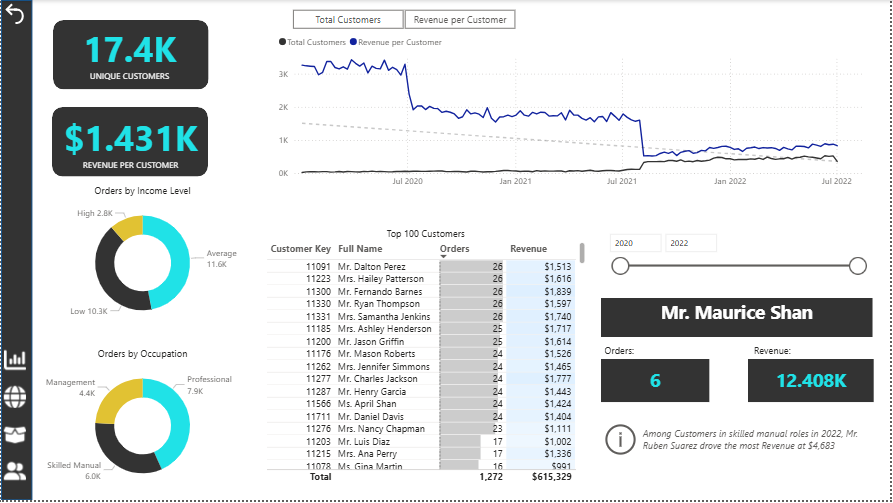 17.4K
UNIQUE CUSTOMERS
$1.431K
REVENUE PER CUSTOMER
Total Customers
Revenue per Customer
Total Customers Revenue per Customer
3K
2K
1K
0K
Jul 2020 Jan 2021 Jul 2021 Jan 2022 Jul 2022
Orders by Income Level
High 2.8K
Average
11.6K
Low 10.3K
Orders by Occupation
Management
4.4K
Professional
7.9K
Skilled Manual
6.0K
Top 100 Customers
Customer Key Full Name Orders Revenue
11091 Mr. Dalton Perez 26 $1,513
11223 Mrs. Hailey Patterson 26 $1,616
11300 Mr. Fernando Barnes 26 $1,839
11330 Mr. Ryan Thompson 26 $1,597
11331 Mrs. Samantha Jenkins 26 $1,740
11185 Mrs. Ashley Henderson 25 $1,717
11200 Mr. Jason Griffin 25 $1,614
11176 Mr. Mason Roberts 24 $1,526
11262 Mrs. Jennifer Simmons 24 $1,465
11277 Mr. Charles Jackson 24 $1,777
11287 Mr. Henry Garcia 24 $1,443
11566 Ms. April Shan 24 $1,424
11711 Mr. Daniel Davis 24 $1,404
11276 Mrs. Nancy Chapman 23 $1,111
11203 Mr. Luis Diaz 17 $1,002
11215 Mrs. Ana Perry 17 $1,336
11078 Ms. Gina Martin 16 $991
Total 1,272 $615,329
2020 2022
Mr. Maurice Shan
Orders:
6
Revenue:
12.408K
Among Customers in skilled manual roles in 2022, Mr.
Ruben Suarez drove the most Revenue at $4,683